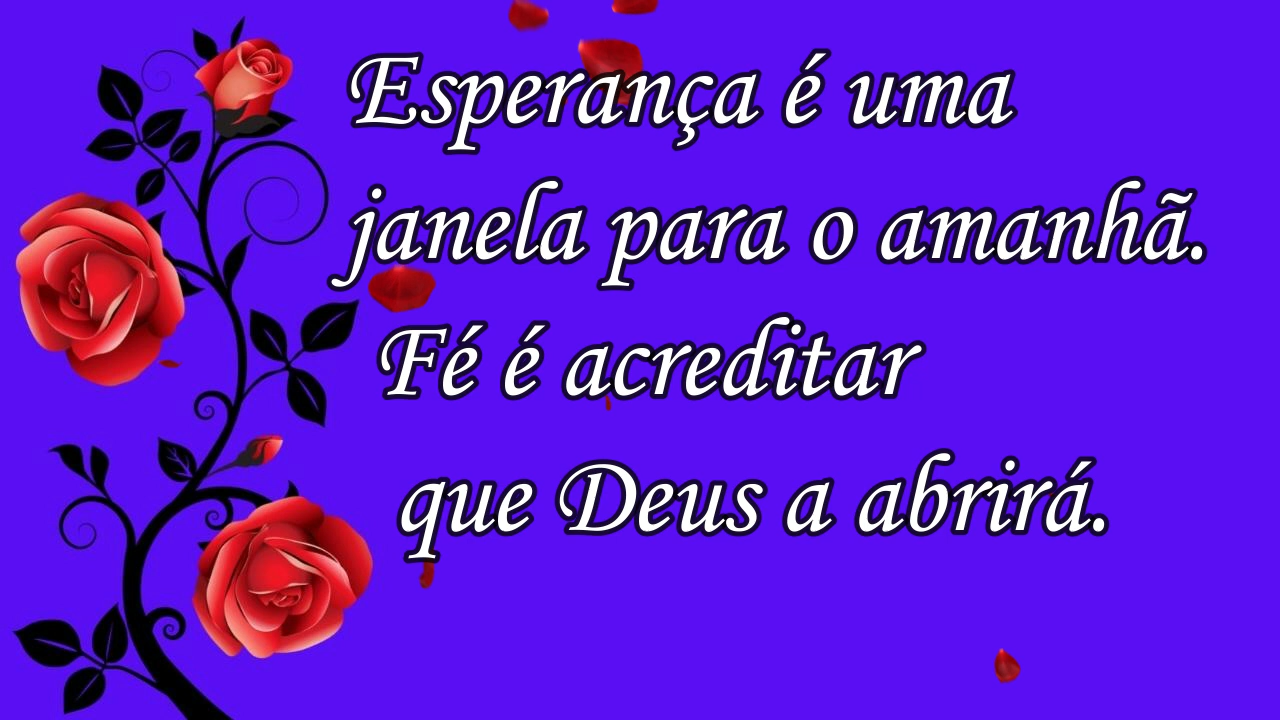 Esperança é uma
janela para o amanhã.
Fé é acreditar
que Deus a abrirá.